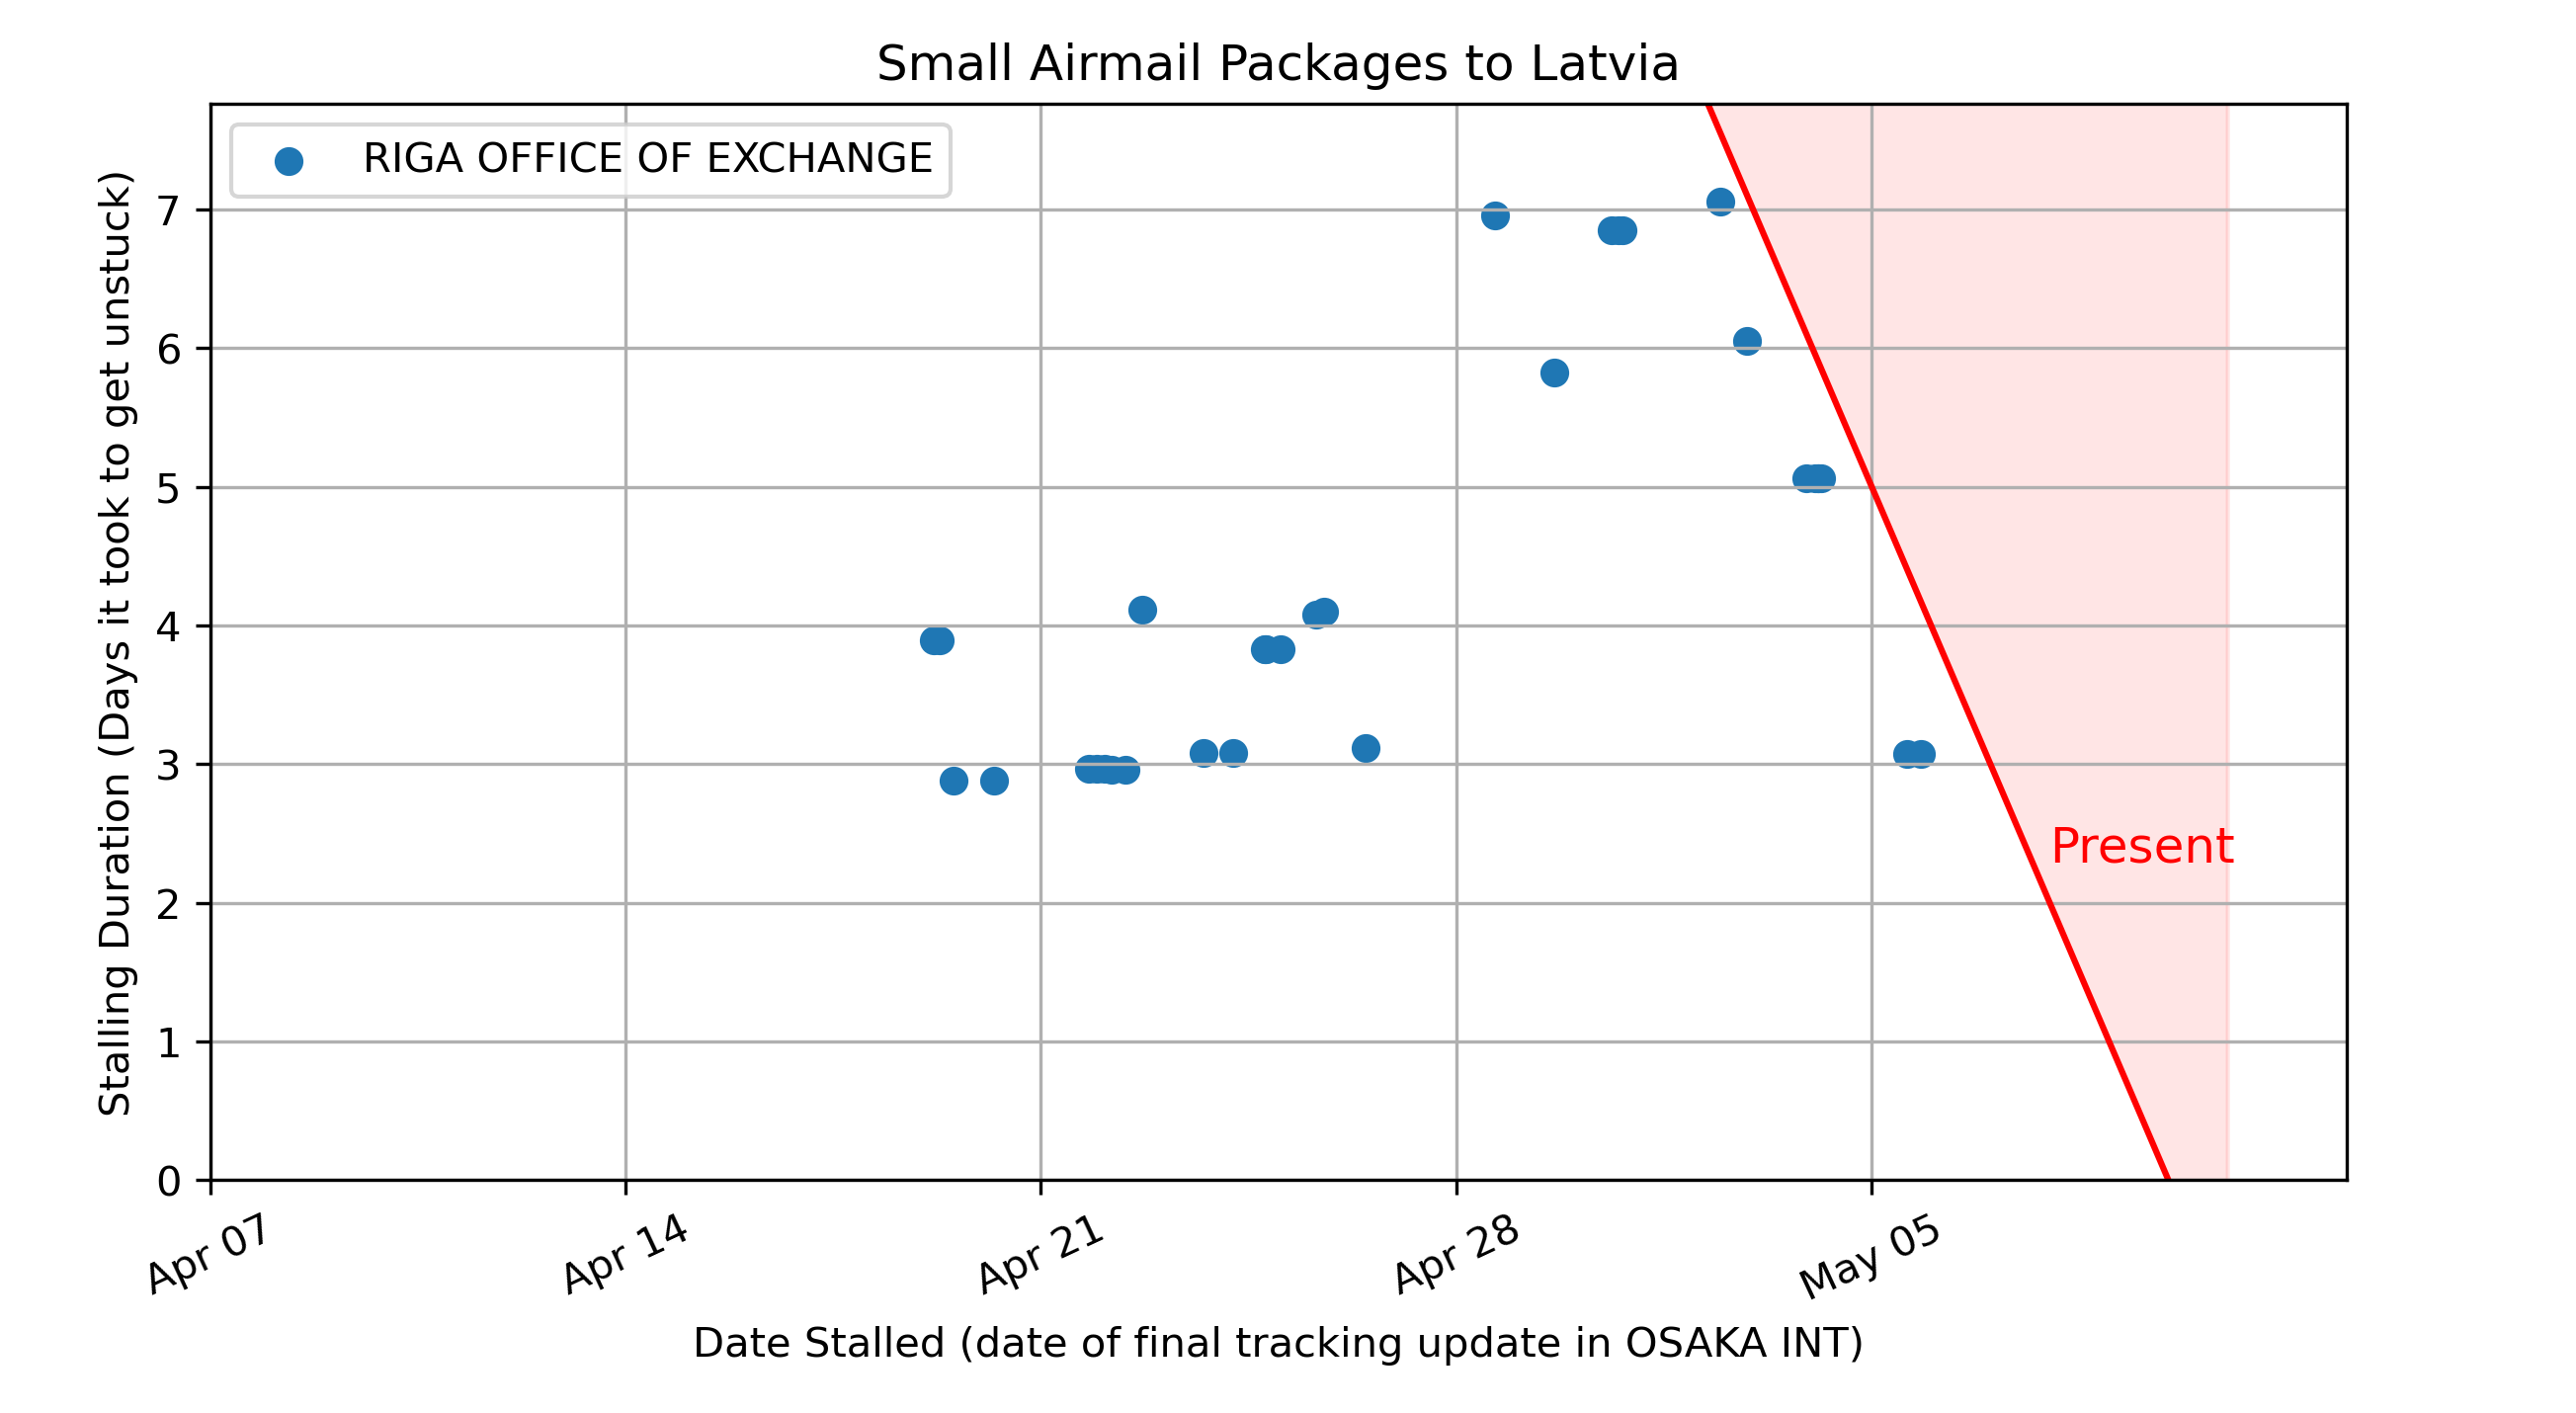 Small Airmail Packages to Latvia
RIGA OFFICE OF EXCHANGE
Stalling Duration (Days it took to get unstuck)
7
6
5
4
3
2
1
0
Present
Apr 07
Apr 14
Apr 21
Apr 28
May 05
Date Stalled (date of final tracking update in OSAKA INT)